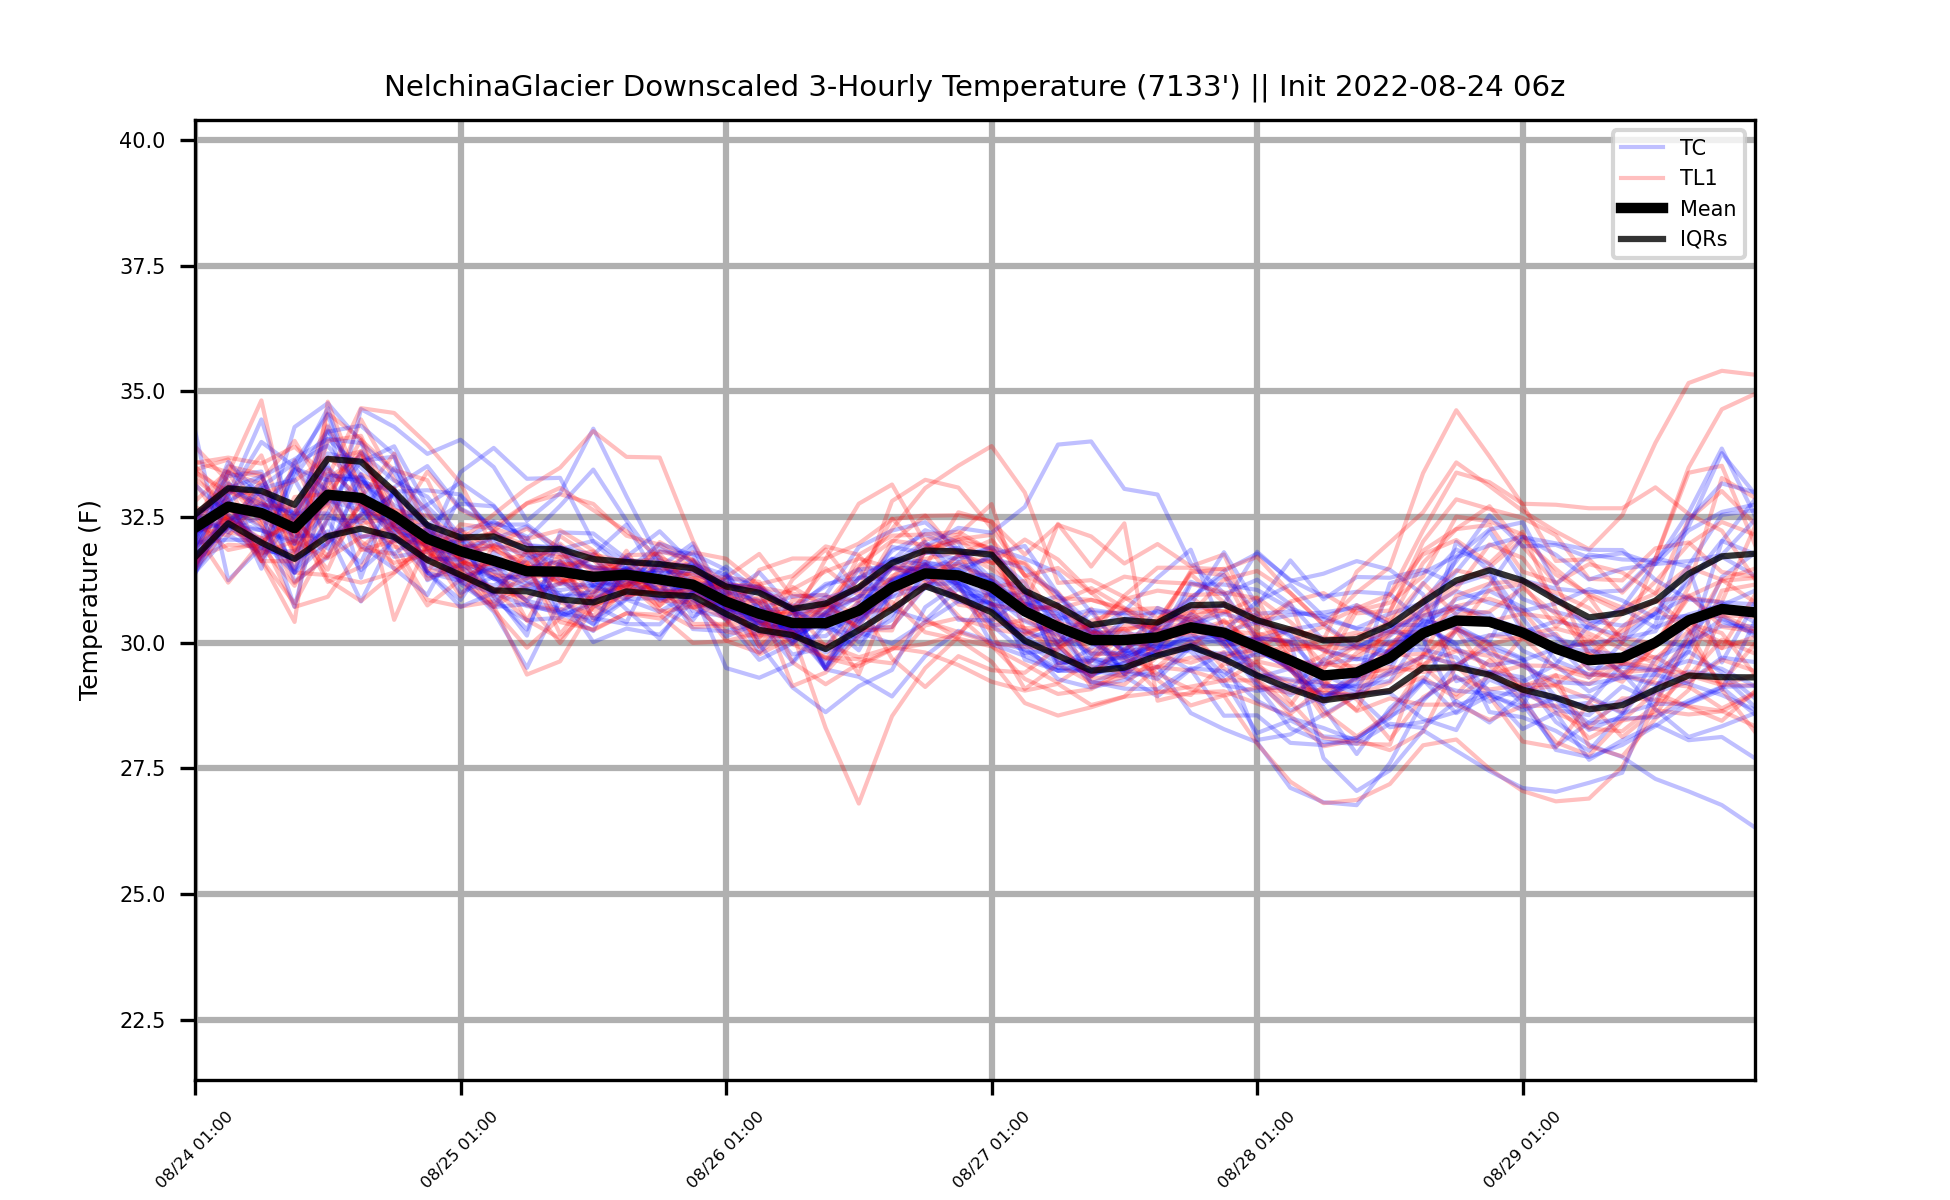 NelchinaGlacier Downscaled 3-Hourly Temperature (7133') || Init 2022-08-24 06z
TC
TL1
Mean
IQRs
Temperature (F)
40.0
37.5
35.0
32.5
30.0
27.5
25.0
22.5
08/24 01:00
08/25 01:00
08/26 01:00
08/27 01:00
08/28 01:00
08/29 01:00